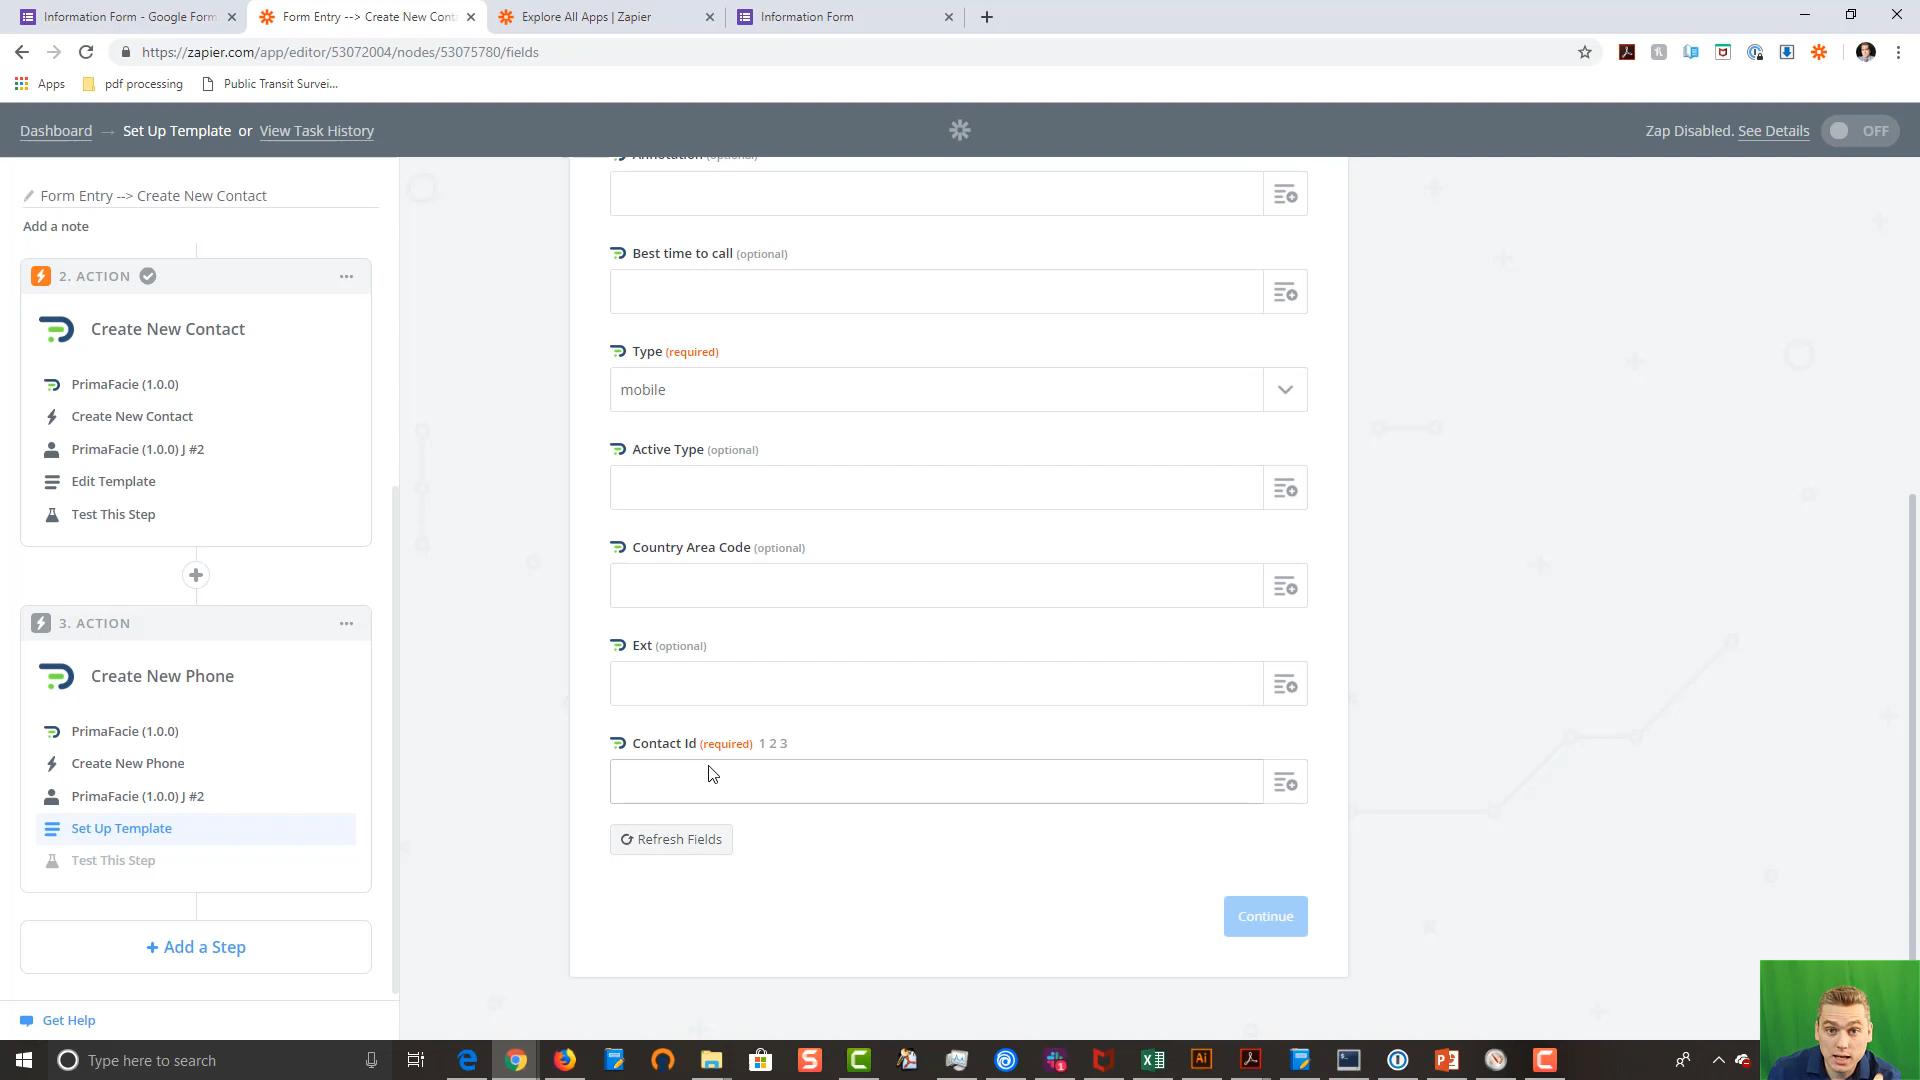 Information Form - Google Form
Form Entry --> Create New Conta
Explore All Apps | Zapier
Information Form
https://zapier.com/app/editor/53072004/nodes/53075780/fields
Apps
pdf processing
Public Transit Survei...
Dashboard → Set Up Template or View Task History
Zap Disabled. See Details
OFF
Form Entry --> Create New Contact
Add a note
2. ACTION
Create New Contact
PrimaFacie (1.0.0)
Create New Contact
PrimaFacie (1.0.0) J #2
Edit Template
Test This Step
3. ACTION
Create New Phone
PrimaFacie (1.0.0)
Create New Phone
PrimaFacie (1.0.0) J #2
Set Up Template
Test This Step
+ Add a Step
Get Help
Annotation (optional)
Best time to call (optional)
Type (required)
mobile
Active Type (optional)
Country Area Code (optional)
Ext (optional)
Contact Id (required) 1 2 3
Refresh Fields
Continue
Type here to search